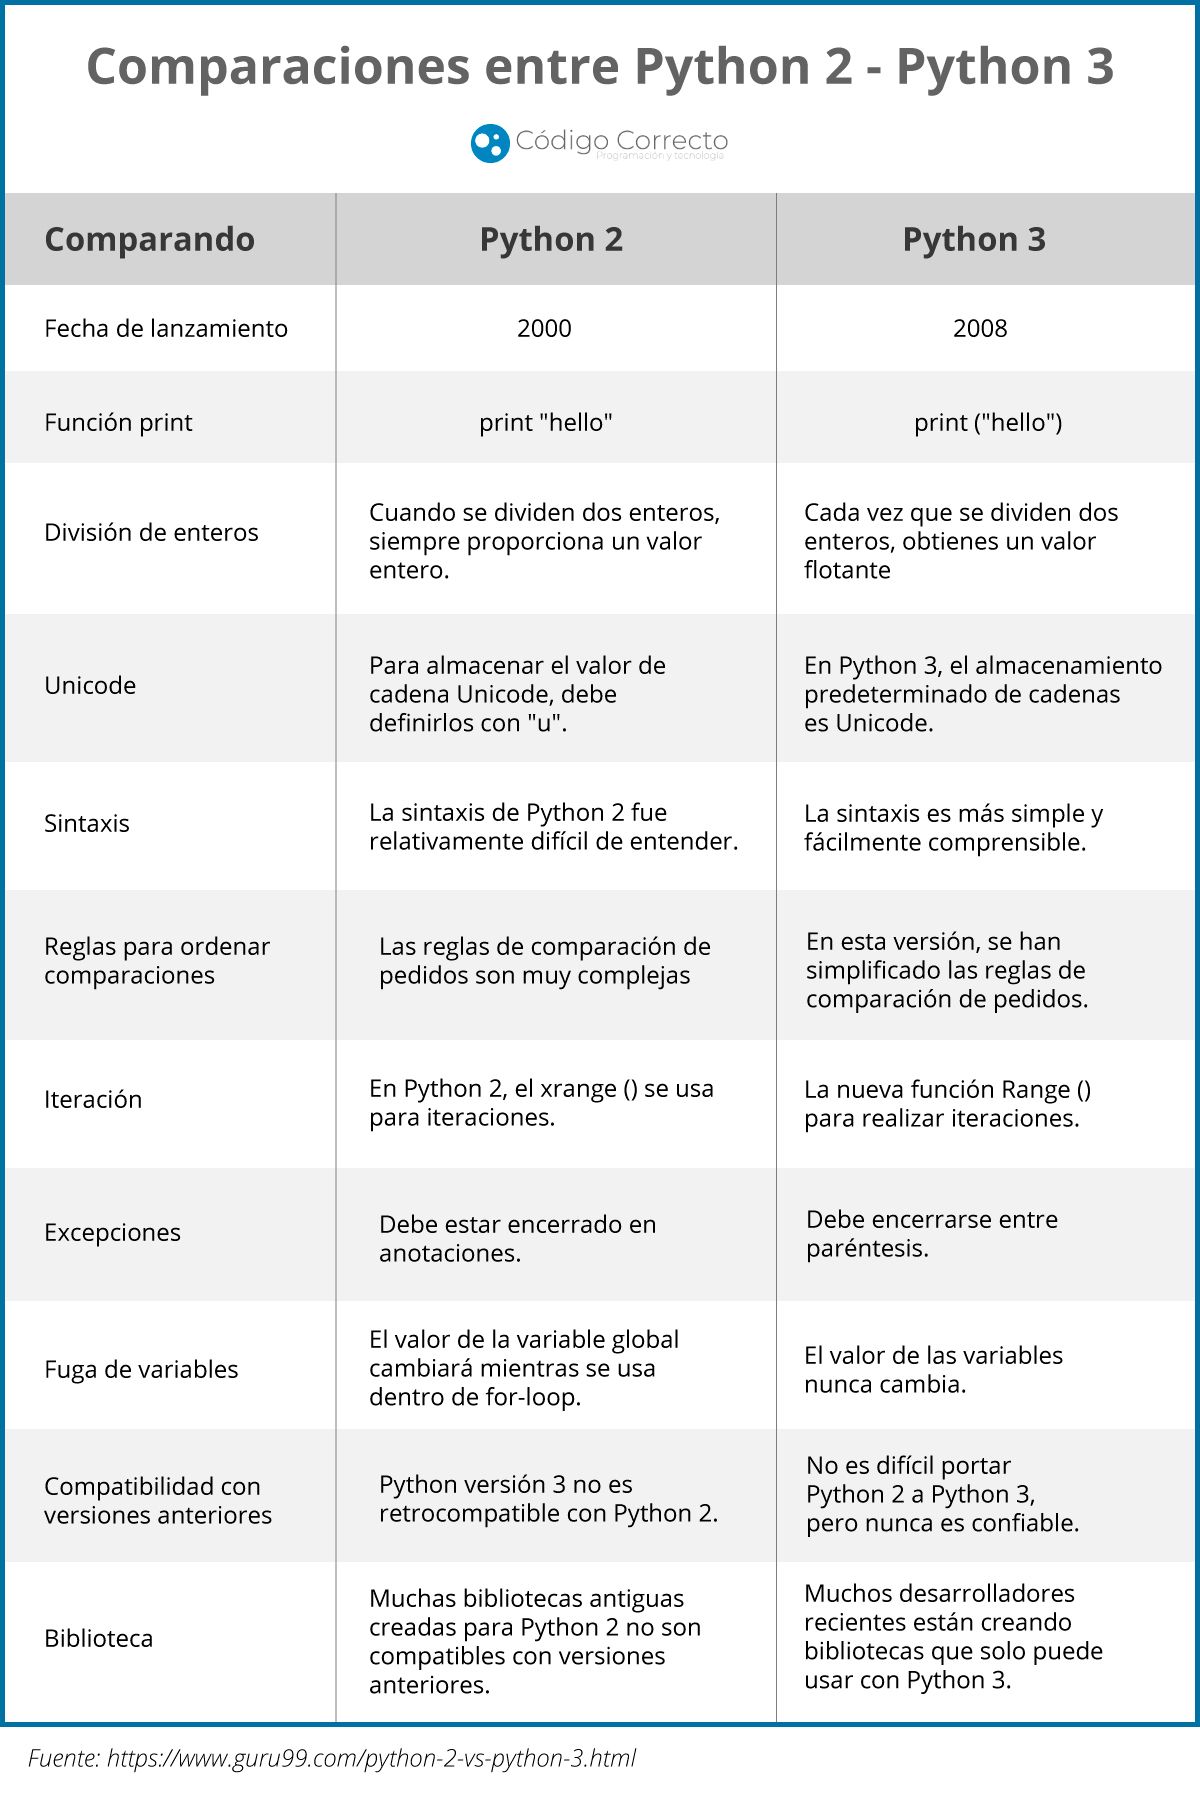 Comparaciones entre Python 2 - Python 3
Código Correcto
Programación y tecnología
Comparando
Python 2
Python 3
Fecha de lanzamiento
2000
2008
Función print
print "hello"
print ("hello")
División de enteros
Cuando se dividen dos enteros,
siempre proporciona un valor
entero.
Cada vez que se dividen dos
enteros, obtienes un valor
flotante
Unicode
Para almacenar el valor de
cadena Unicode, debe
definirlos con "u".
En Python 3, el almacenamiento
predeterminado de cadenas
es Unicode.
Sintaxis
La sintaxis de Python 2 fue
relativamente difícil de entender.
La sintaxis es más simple y
fácilmente comprensible.
Reglas para ordenar
comparaciones
Las reglas de comparación de
pedidos son muy complejas
En esta versión, se han
simplificado las reglas de
comparación de pedidos.
Iteración
En Python 2, el xrange () se usa
para iteraciones.
La nueva función Range ()
para realizar iteraciones.
Excepciones
Debe estar encerrado en
anotaciones.
Debe encerrarse entre
paréntesis.
Fuga de variables
El valor de la variable global
cambiará mientras se usa
dentro de for-loop.
El valor de las variables
nunca cambia.
Compatibilidad con
versiones anteriores
Python versión 3 no es
retrocompatible con Python 2.
No es difícil portar
Python 2 a Python 3,
pero nunca es confiable.
Biblioteca
Muchas bibliotecas antiguas
creadas para Python 2 no son
compatibles con versiones
anteriores.
Muchos desarrolladores
recientes están creando
bibliotecas que solo puede
usar con Python 3.
Fuente: https://www.guru99.com/python-2-vs-python-3.html